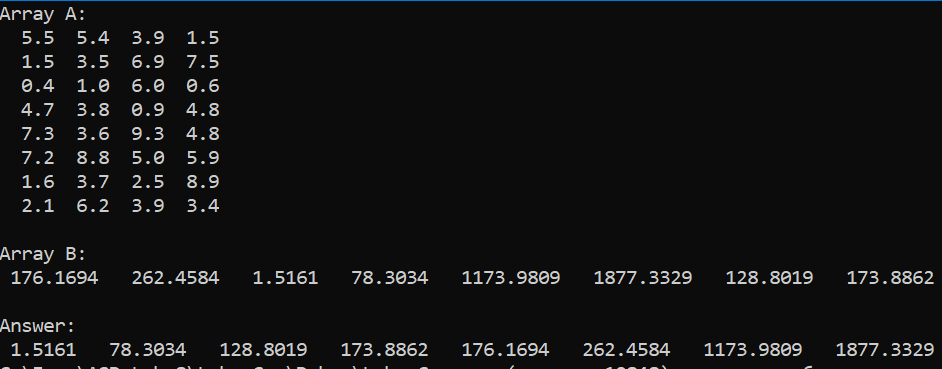 Array A:
5.5 5.4 3.9 1.5
1.5 3.5 6.9 7.5
0.4 1.0 6.0 0.6
4.7 3.8 0.9 4.8
7.3 3.6 9.3 4.8
7.2 8.8 5.0 5.9
1.6 3.7 2.5 8.9
2.1 6.2 3.9 3.4
Array B:
176.1694 262.4584 1.5161 78.3034 1173.9809 1877.3329 128.8019 173.8862
Answer:
1.5161 78.3034 128.8019 173.8862 176.1694 262.4584 1173.9809 1877.3329